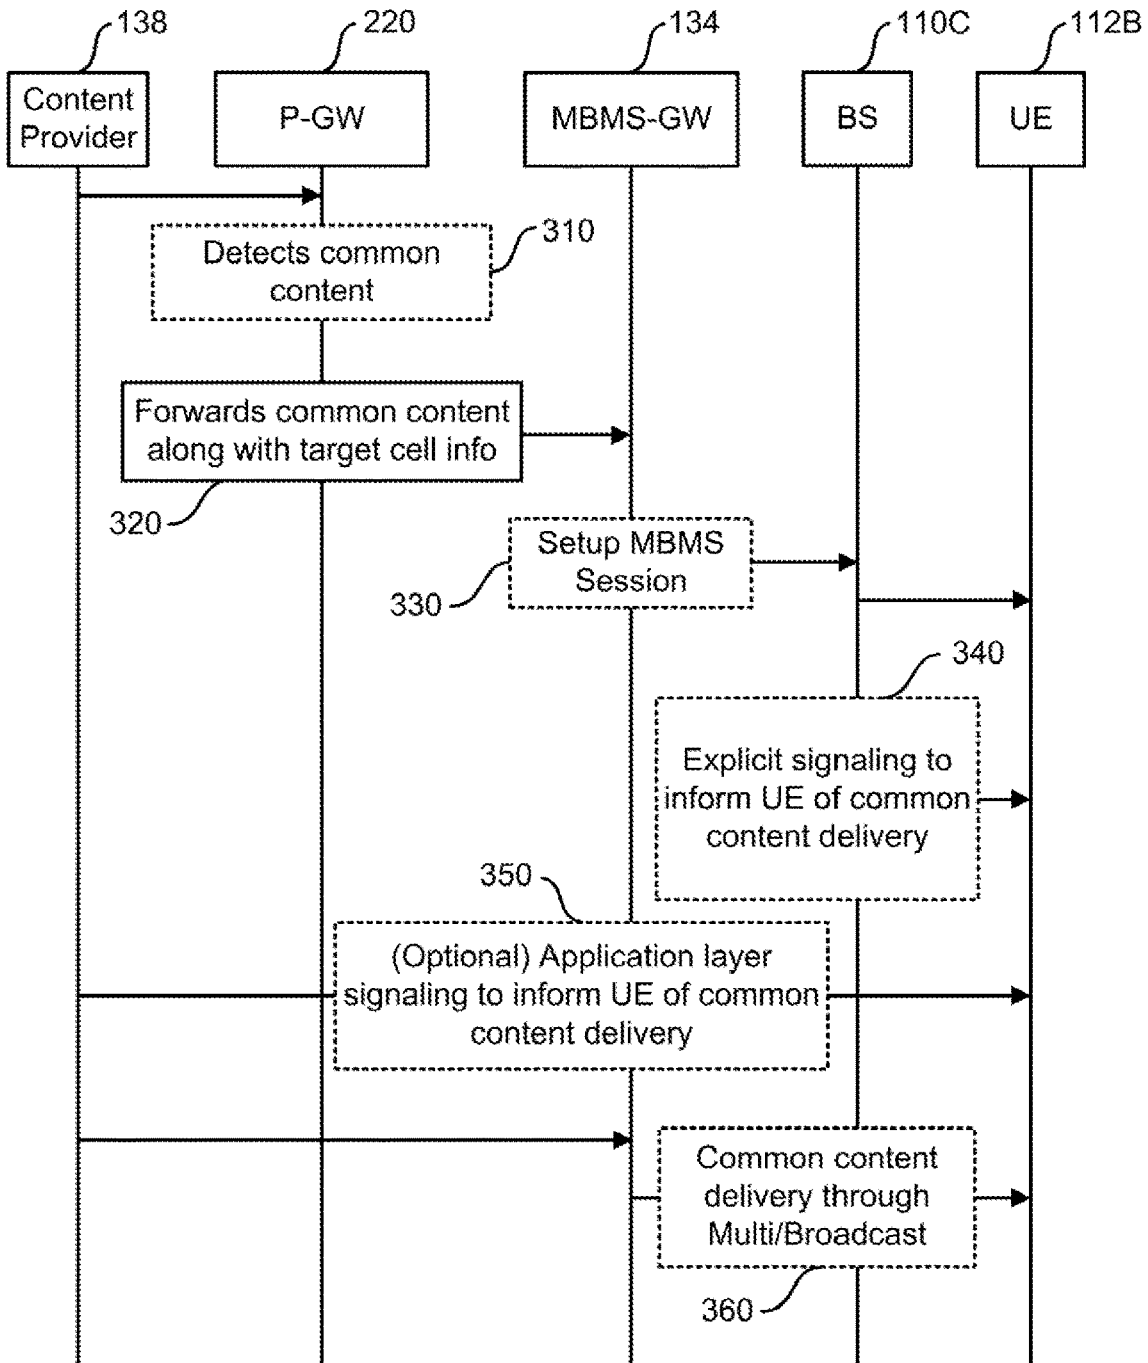 138
220
134
110C
112B
Content
Provider
P-GW
MBMS-GW
BS
UE
310
Detects common
content
Forwards common content
along with target cell info
320
Setup MBMS
Session
330
340
Explicit signaling to
inform UE of common
content delivery
350
(Optional) Application layer
signaling to inform UE of common
content delivery
Common content
delivery through
Multi/Broadcast
360